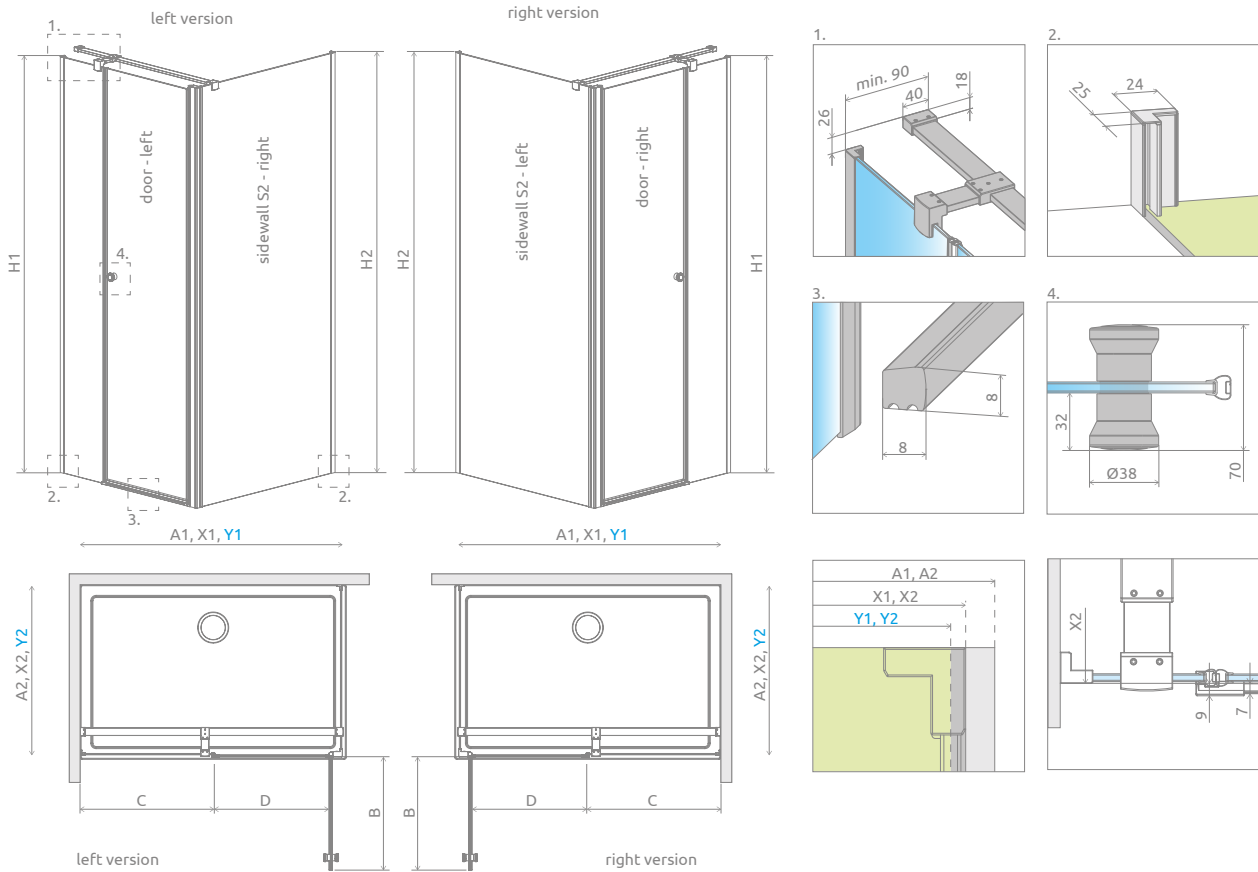 left version
right version
1.
door - left
sidewall S2 - right
4.
H1
H2
2.
3.
2.
H2
sidewall S2 - left
door - right
H1
1.
min. 90
40
18
26
2.
25
24
3.
8
8
4.
32
70
Ø38
A1, X1, Y1
A2, X2, Y2
C
D
B
left version
A1, X1, Y1
A2, X2, Y2
B
D
C
right version
A1, A2
X1, X2
Y1, Y2
X2
9
7